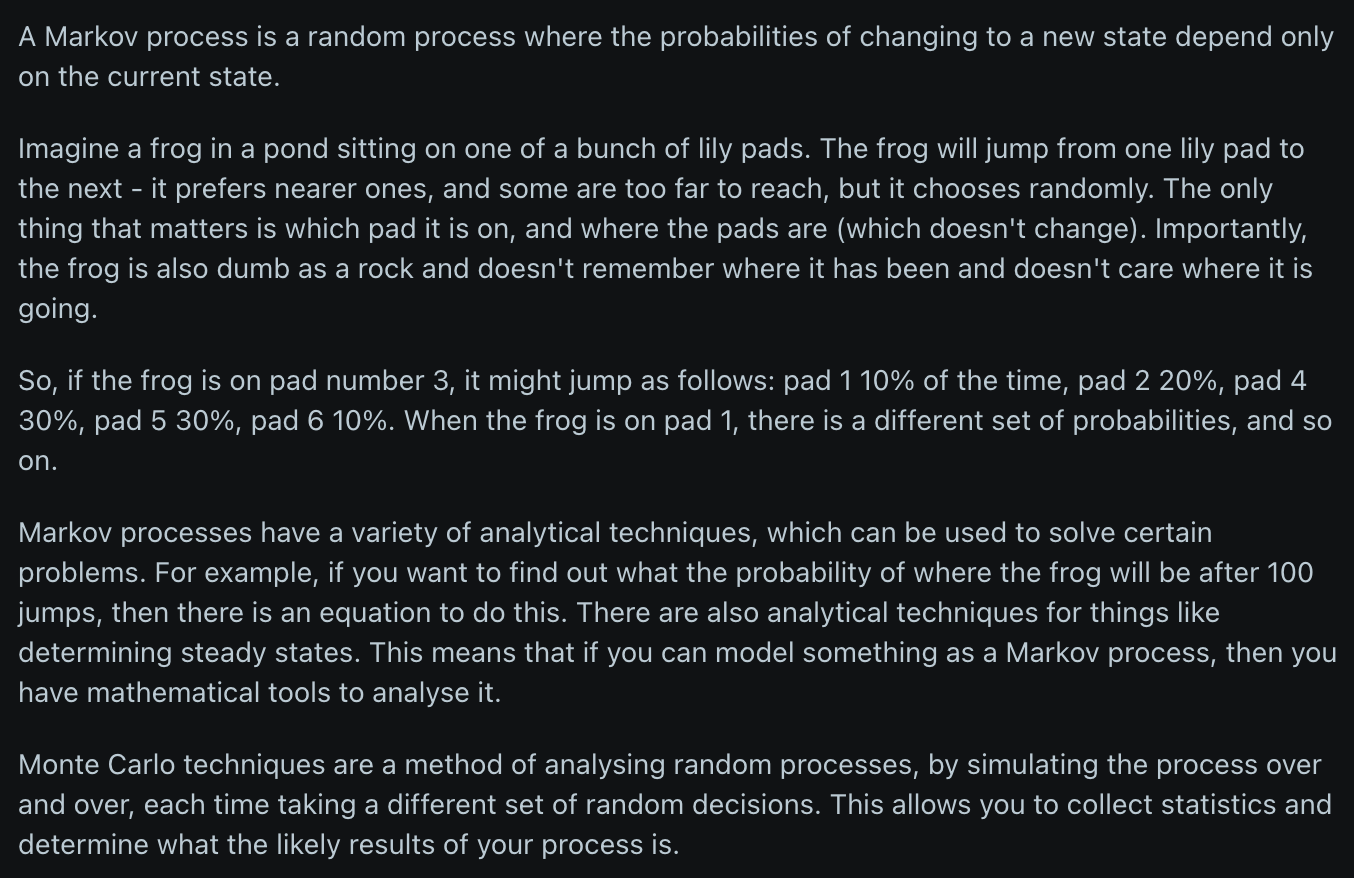 A Markov process is a random process where the probabilities of changing to a new state depend only
on the current state.
Imagine a frog in a pond sitting on one of a bunch of lily pads. The frog will jump from one lily pad to
the next - it prefers nearer ones, and some are too far to reach, but it chooses randomly. The only
thing that matters is which pad it is on, and where the pads are (which doesn't change). Importantly,
the frog is also dumb as a rock and doesn't remember where it has been and doesn't care where it is
going.
So, if the frog is on pad number 3, it might jump as follows: pad 1 10% of the time, pad 2 20%, pad 4
30%, pad 5 30%, pad 6 10%. When the frog is on pad 1, there is a different set of probabilities, and so
on.
Markov processes have a variety of analytical techniques, which can be used to solve certain
problems. For example, if you want to find out what the probability of where the frog will be after 100
jumps, then there is an equation to do this. There are also analytical techniques for things like
determining steady states. This means that if you can model something as a Markov process, then you
have mathematical tools to analyse it.
Monte Carlo techniques are a method of analysing random processes, by simulating the process over
and over, each time taking a different set of random decisions. This allows you to collect statistics and
determine what the likely results of your process is.